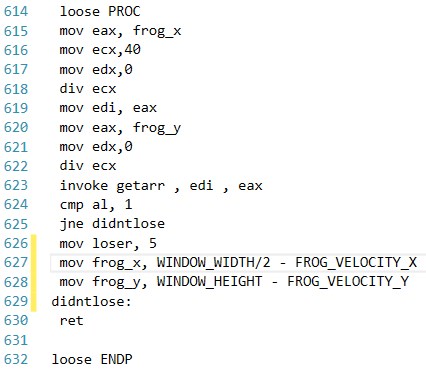 614 loose PROC
615 mov eax, frog_x
616 mov ecx,40
617 mov edx,0
618 div ecx
619 mov edi, eax
620 mov eax, frog_y
621 mov edx,0
622 div ecx
623 invoke getarr , edi , eax
624 cmp al, 1
625 jne didntlose
626 mov loser, 5
627 mov frog_x, WINDOW_WIDTH/2 - FROG_VELOCITY_X
628 mov frog_y, WINDOW_HEIGHT - FROG_VELOCITY_Y
629 didntlose:
630 ret
631
632 loose ENDP